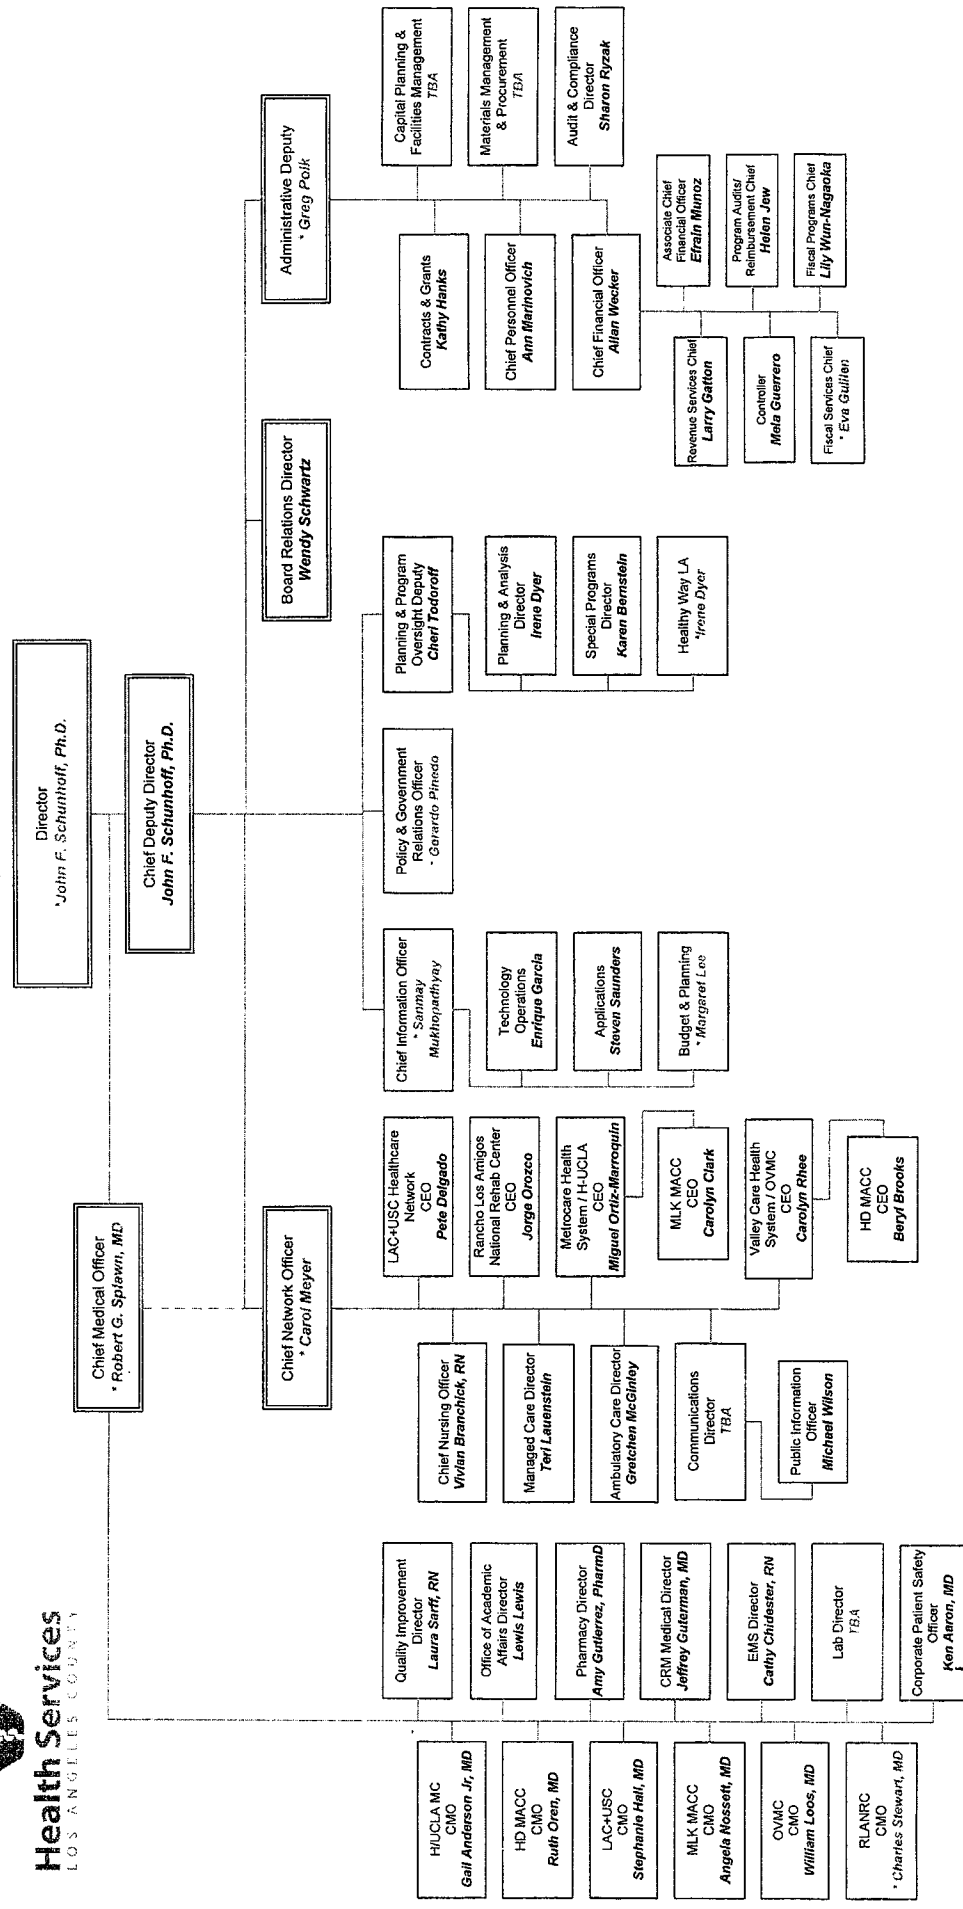 Health Services
LOS ANGELES COUNTY
Director
*John F. Schunhoff, Ph.D.
Chief Medical Officer
* Robert G. Splawn, MD
Chief Deputy Director
John F. Schunhoff, Ph.D.
Chief Network Officer
* Carol Meyer
Board Relations Director
Wendy Schwartz
Administrative Deputy
* Greg Polk
H/UCLA MC
CMO
Gail Anderson Jr, MD
HD MACC
CMO
Ruth Oren, MD
LAC+USC
CMO
Stephanie Hall, MD
MLK MACC
CMO
Angela Nossett, MD
OVMC
CMO
William Loos, MD
RLANRC
CMO
* Charles Stewart, MD
Quality Improvement
Director
Laura Sarff, RN
Office of Academic
Affairs Director
Lewis Lewis
Pharmacy Director
Amy Gutierrez, PharmD
CRM Medical Director
Jeffrey Guterman, MD
EMS Director
Cathy Chidester, RN
Lab Director
TBA
Corporate Patient Safety
Officer
Ken Aaron, MD
Chief Nursing Officer
Vivian Branchick, RN
Managed Care Director
Teri Lauenstein
Ambulatory Care Director
Gretchen McGinley
Communications
Director
TBA
Public Information
Officer
Michael Wilson
LAC+USC Healthcare
Network
CEO
Pete Delgado
Rancho Los Amigos
National Rehab Center
CEO
Jorge Orozco
Metrocare Health
System / H-UCLA
CEO
Miguel Ortiz-Marroquin
MLK MACC
CEO
Carolyn Clark
Valley Care Health
System / OVMC
CEO
Carolyn Rhee
HD MACC
CEO
Beryl Brooks
Chief Information Officer
* Sanmay
Mukhopadhyay
Technology
Operations
Enrique Garcia
Applications
Steven Saunders
Budget & Planning
* Margaret Lee
Policy & Government
Relations Officer
* Gerardo Pinedo
Planning & Program
Oversight Deputy
Cheri Todoroff
Planning & Analysis
Director
Irene Dyer
Special Programs
Director
Karen Bernstein
Healthy Way LA
*Irene Dyer
Contracts & Grants
Kathy Hanks
Chief Personnel Officer
Ann Marinovich
Chief Financial Officer
Allan Wecker
Capital Planning &
Facilities Management
TBA
Materials Management
& Procurement
TBA
Audit & Compliance
Director
Sharon Ryzak
Revenue Services Chief
Larry Gatton
Controller
Mela Guerrero
Fiscal Services Chief
* Eva Guillen
Associate Chief
Financial Officer
Efrain Munoz
Program Audits/
Reimbursement Chief
Helen Jew
Fiscal Programs Chief
Lily Wun-Nagaoka